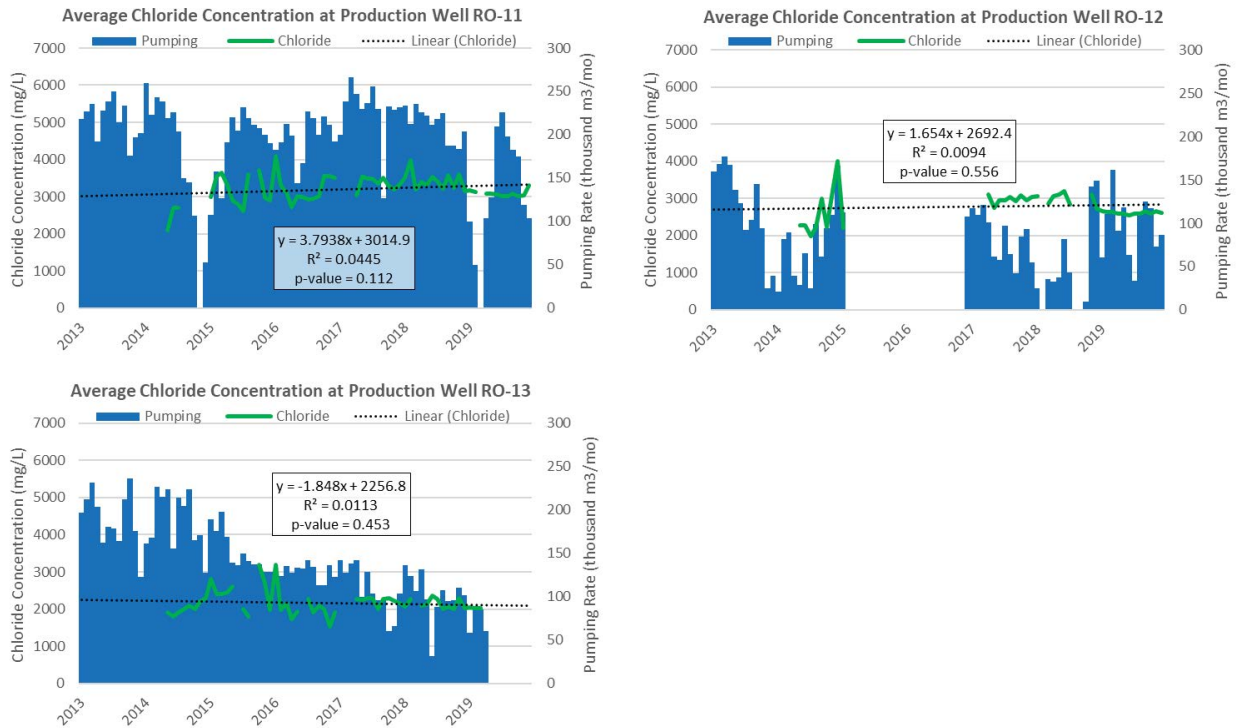 Average Chloride Concentration at Production Well RO-11
Pumping Chloride Linear (Chloride)
Chloride Concentration (mg/L)
7000
6000
5000
4000
3000
2000
1000
0
y = 3.7938x + 3014.9
R² = 0.0445
p-value = 0.112
300
250
200
150
100
50
0
Pumping Rate (thousand m3/mo)
2013 2014 2015 2016 2017 2018 2019
Average Chloride Concentration at Production Well RO-12
Pumping Chloride Linear (Chloride)
Chloride Concentration (mg/L)
7000
6000
5000
4000
3000
2000
1000
0
y = 1.654x + 2692.4
R² = 0.0094
p-value = 0.556
300
250
200
150
100
50
0
Pumping Rate (thousand m3/mo)
2013 2014 2015 2016 2017 2018 2019
Average Chloride Concentration at Production Well RO-13
Pumping Chloride Linear (Chloride)
Chloride Concentration (mg/L)
7000
6000
5000
4000
3000
2000
1000
0
y = -1.848x + 2256.8
R² = 0.0113
p-value = 0.453
300
250
200
150
100
50
0
Pumping Rate (thousand m3/mo)
2013 2014 2015 2016 2017 2018 2019